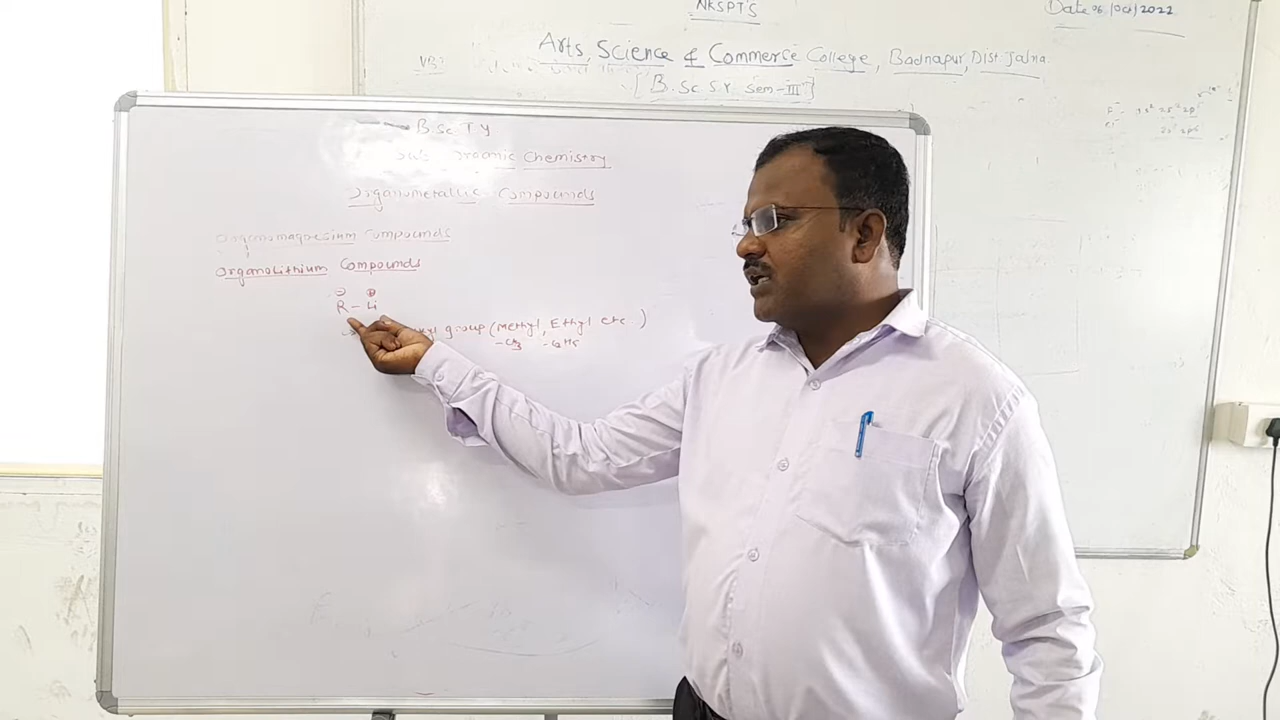 NKSPT'S
Date 06/Oct/2022
Arts, Science & Commerce College, Badnapur, Dist. Jalna.
[B.Sc S.Y Sem-III]
B.Sc T.Y
Organic Chemistry
Organometallic Compounds
Organomagnesium Compounds
Organolithium Compounds
⊖ ⊕
R - Li
group (Methyl, Ethyl etc. )
-CH3 -C2H5